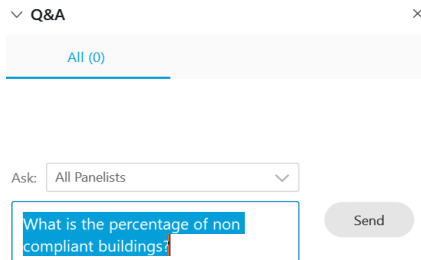 Q&A
All (0)
Ask: All Panelists
What is the percentage of non
compliant buildings?
Send